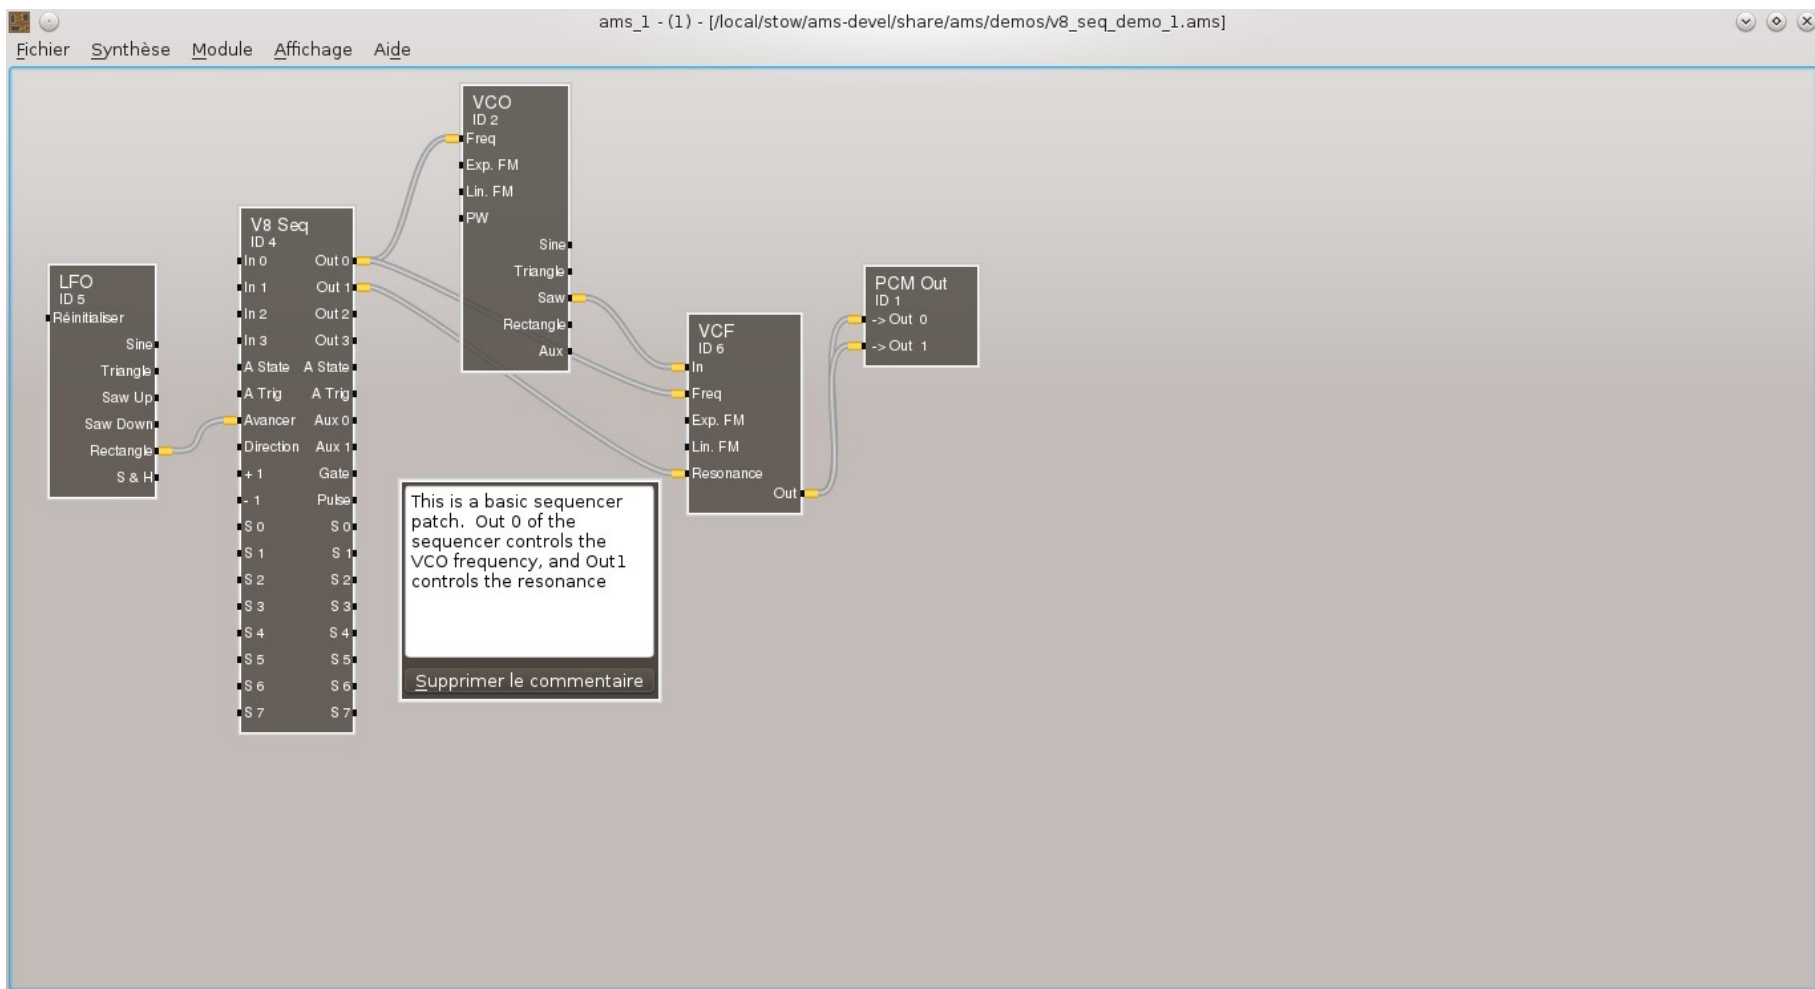 ams_1 - (1) - [/local/stow/ams-devel/share/ams/demos/v8_seq_demo_1.ams]
Fichier Synthèse Module Affichage Aide
LFO
ID 5
Réinitialiser
Sine
Triangle
Saw Up
Saw Down
Rectangle
S & H
V8 Seq
ID 4
In 0 Out 0
In 1 Out 1
In 2 Out 2
In 3 Out 3
A State A State
A Trig A Trig
Avancer Aux 0
Direction Aux 1
+ 1 Gate
- 1 Pulse
S 0 S 0
S 1 S 1
S 2 S 2
S 3 S 3
S 4 S 4
S 5 S 5
S 6 S 6
S 7 S 7
VCO
ID 2
Freq
Exp. FM
Lin. FM
PW
Sine
Triangle
Saw
Rectangle
Aux
This is a basic sequencer
patch. Out 0 of the
sequencer controls the
VCO frequency, and Out1
controls the resonance
Supprimer le commentaire
VCF
ID 6
In
Freq
Exp. FM
Lin. FM
Resonance
Out
PCM Out
ID 1
-> Out 0
-> Out 1